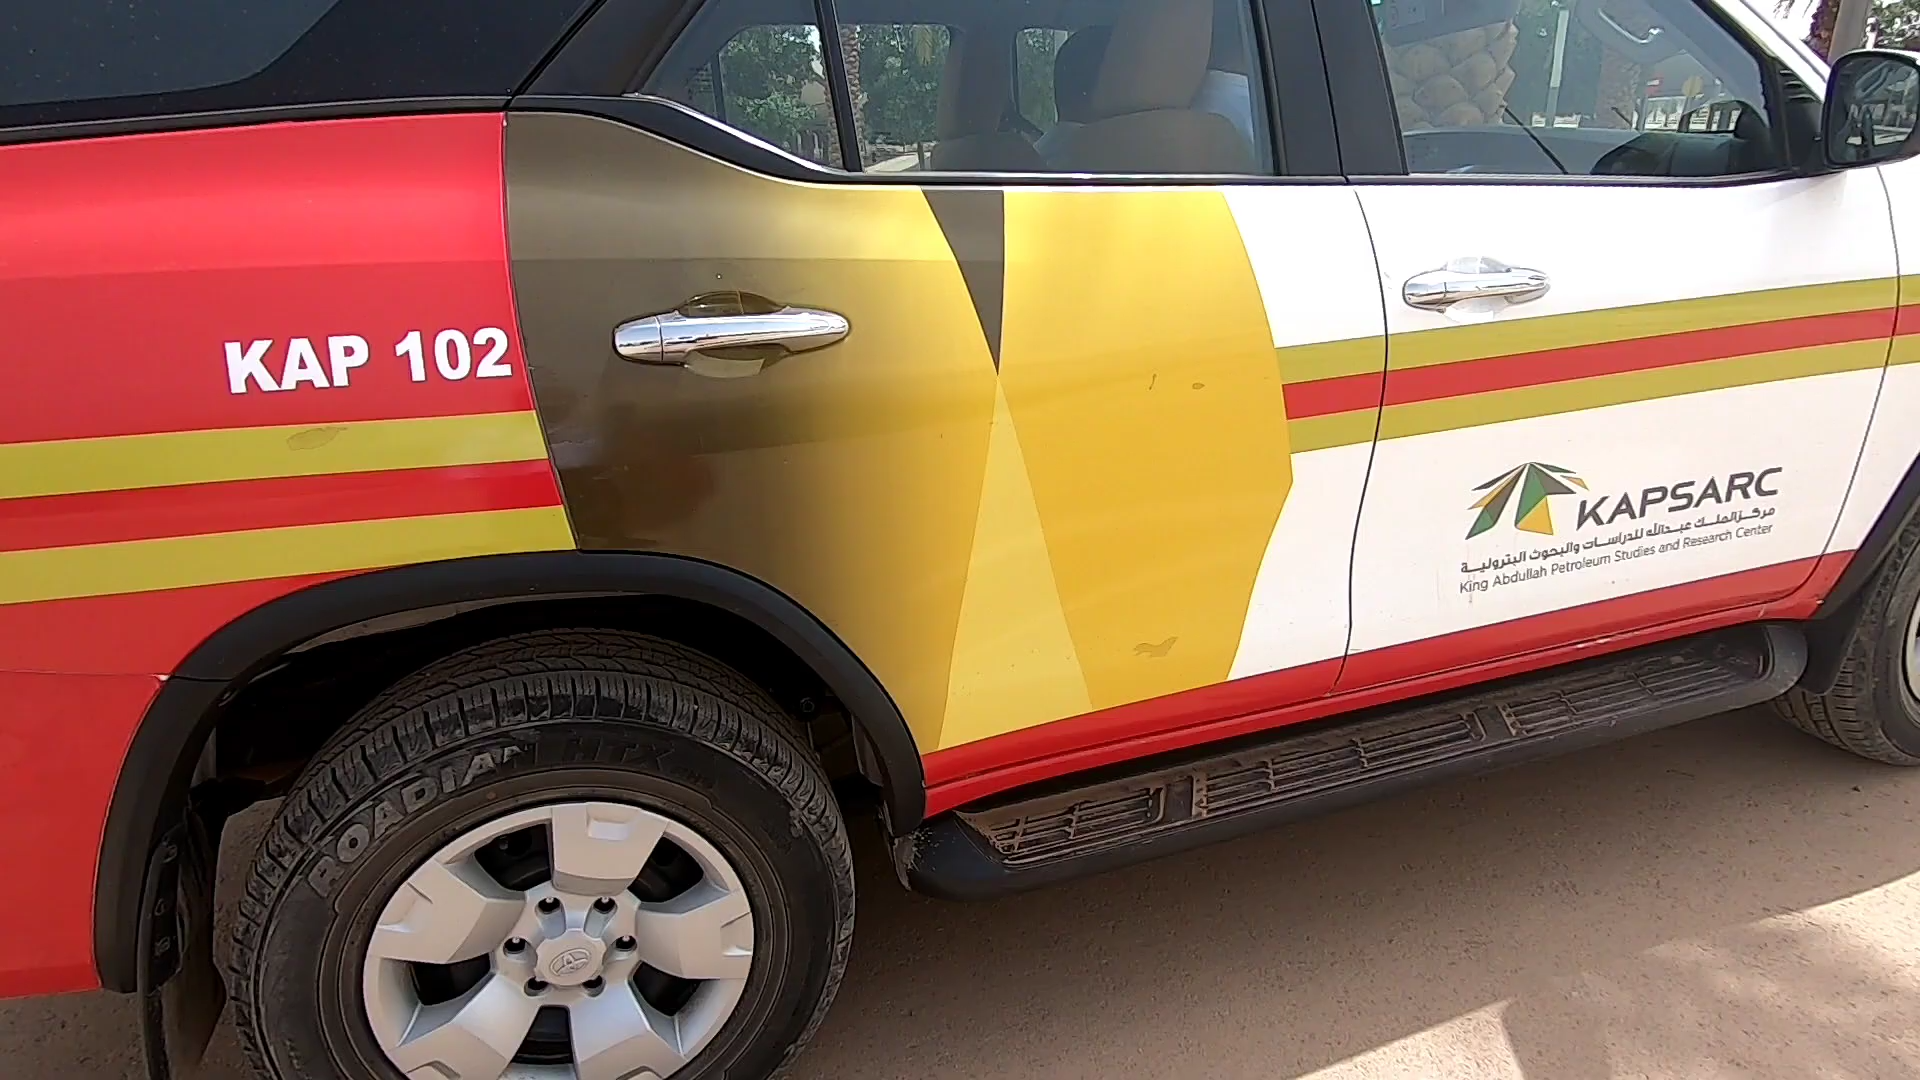 KAP 102
KAPSARC
مركز الملك عبدالله للدراسات والبحوث البترولية
King Abdullah Petroleum Studies and Research Center
ROADIAN HTX